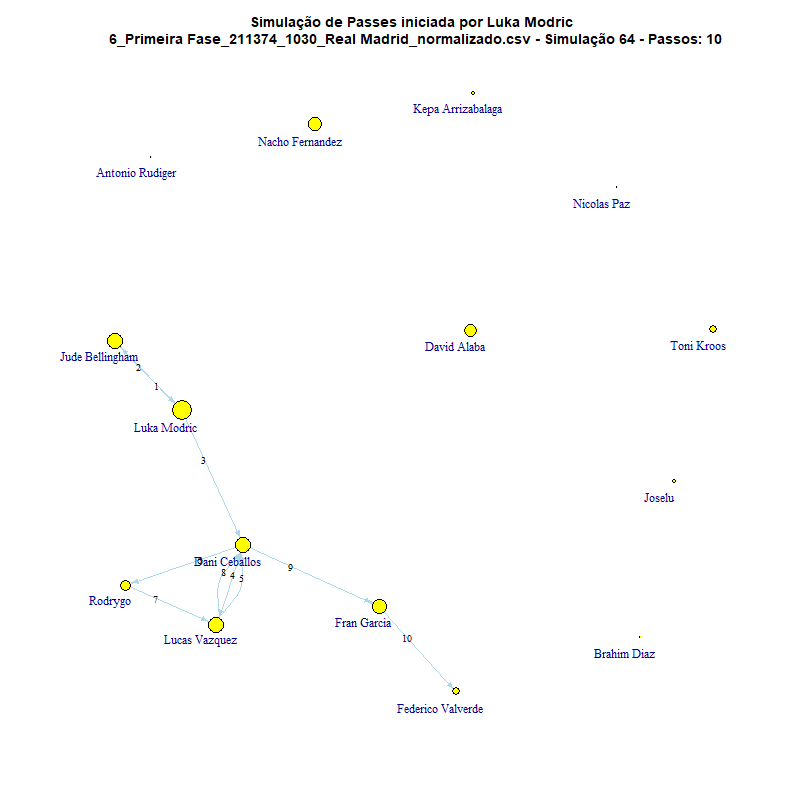 Simulação de Passes iniciada por Luka Modric
6_Primeira Fase_211374_1030_Real Madrid_normalizado.csv - Simulação 64 - Passos: 10
Kepa Arrizabalaga
Nacho Fernandez
Antonio Rudiger
Nicolas Paz
David Alaba
Toni Kroos
Jude Bellingham
2
1
Luka Modric
3
Joselu
Dani Ceballos
9
8
4
5
Rodrygo
7
Fran Garcia
Lucas Vazquez
10
Brahim Diaz
Federico Valverde